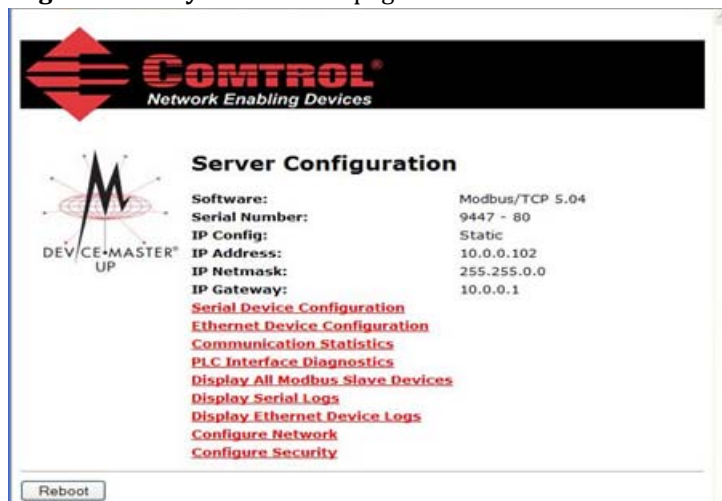 COMTROL®
Network Enabling Devices
Server Configuration
Software: Modbus/TCP 5.04
Serial Number: 9447 - 80
IP Config: Static
IP Address: 10.0.0.102
IP Netmask: 255.255.0.0
IP Gateway: 10.0.0.1
DEVICE•MASTER®
UP
Serial Device Configuration
Ethernet Device Configuration
Communication Statistics
PLC Interface Diagnostics
Display All Modbus Slave Devices
Display Serial Logs
Display Ethernet Device Logs
Configure Network
Configure Security
Reboot